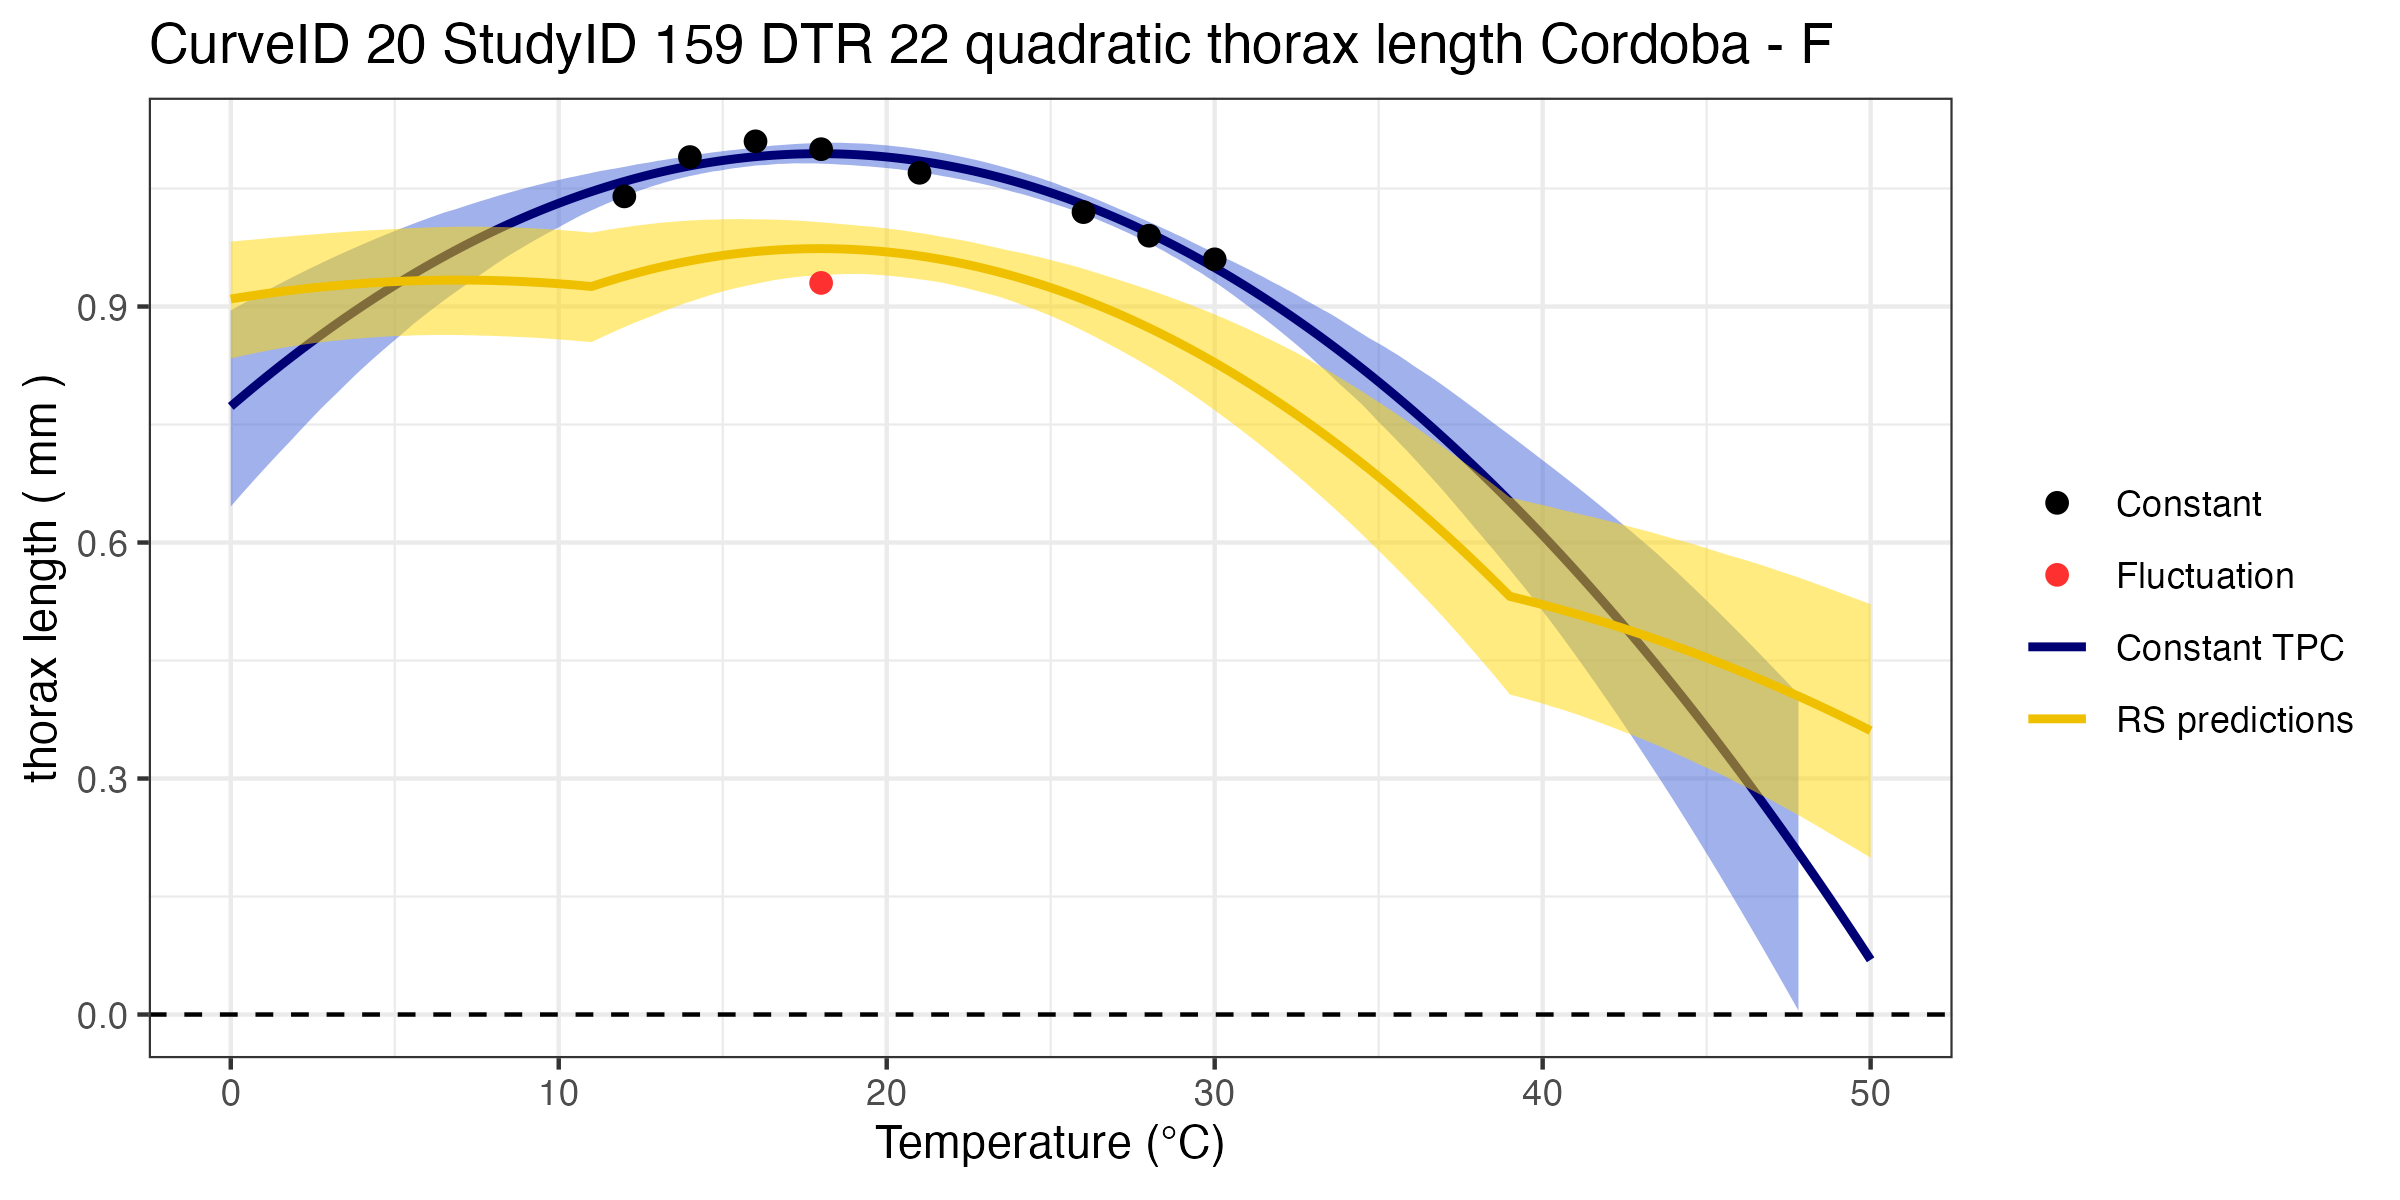 CurveID 20 StudyID 159 DTR 22 quadratic thorax length Cordoba - F
thorax length ( mm )
0.9
0.6
0.3
0.0
0 10 20 30 40 50
Temperature (°C)
Constant
Fluctuation
Constant TPC
RS predictions